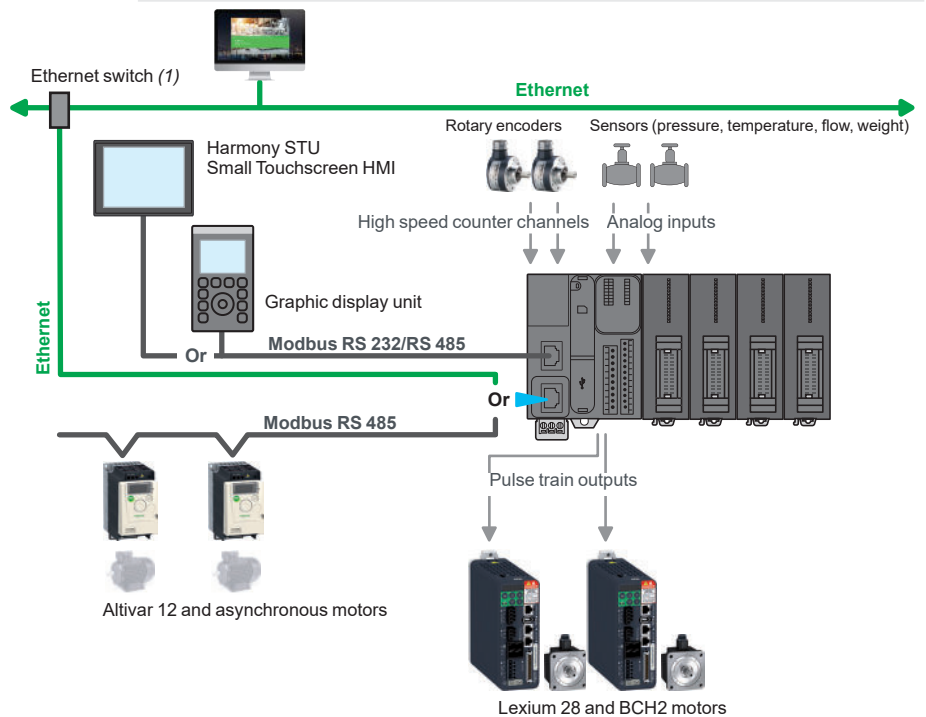 Ethernet switch (1)
Ethernet
Rotary encoders
Sensors (pressure, temperature, flow, weight)
Harmony STU
Small Touchscreen HMI
High speed counter channels
Analog inputs
Graphic display unit
Ethernet
Or
Modbus RS 232/RS 485
Or
Modbus RS 485
Pulse train outputs
Altivar 12 and asynchronous motors
Lexium 28 and BCH2 motors